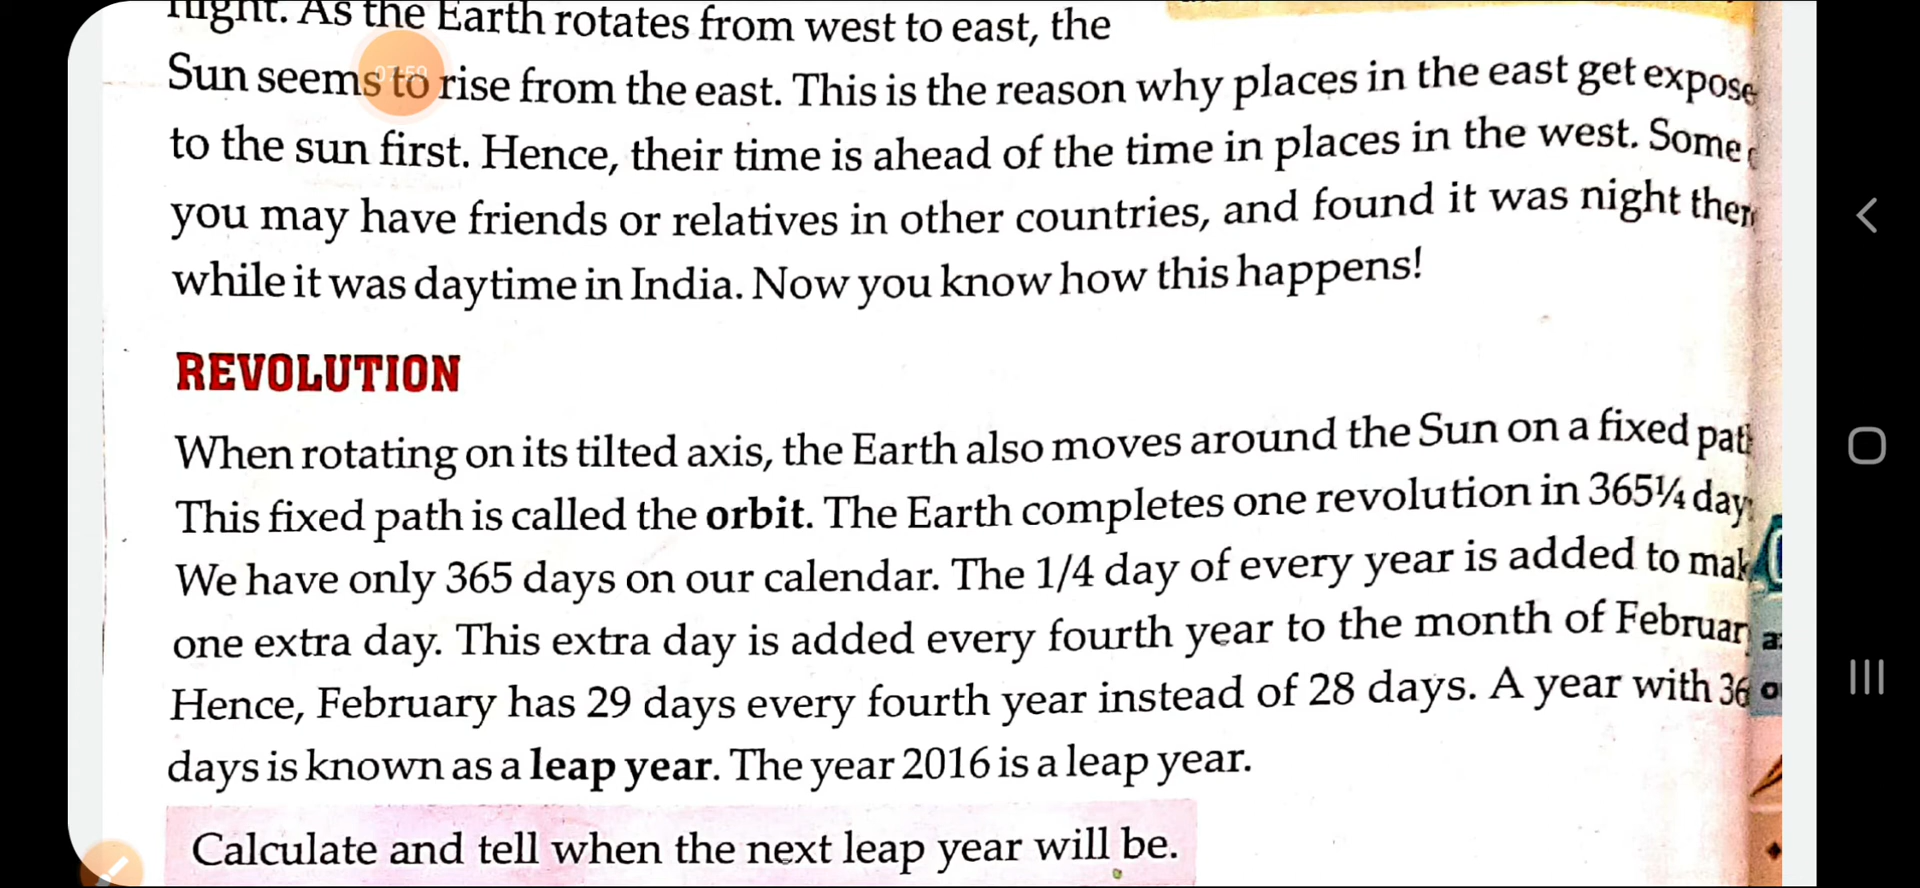 night. As the Earth rotates from west to east, the
Sun seems to rise from the east. This is the reason why places in the east get expose
to the sun first. Hence, their time is ahead of the time in places in the west. Some
you may have friends or relatives in other countries, and found it was night ther
while it was daytime in India. Now you know how this happens!
REVOLUTION
When rotating on its tilted axis, the Earth also moves around the Sun on a fixed pat
This fixed path is called the orbit. The Earth completes one revolution in 365¼ day
We have only 365 days on our calendar. The 1/4 day of every year is added to mak
one extra day. This extra day is added every fourth year to the month of Februar
Hence, February has 29 days every fourth year instead of 28 days. A year with 36
days is known as a leap year. The year 2016 is a leap year.
Calculate and tell when the next leap year will be.
07:59